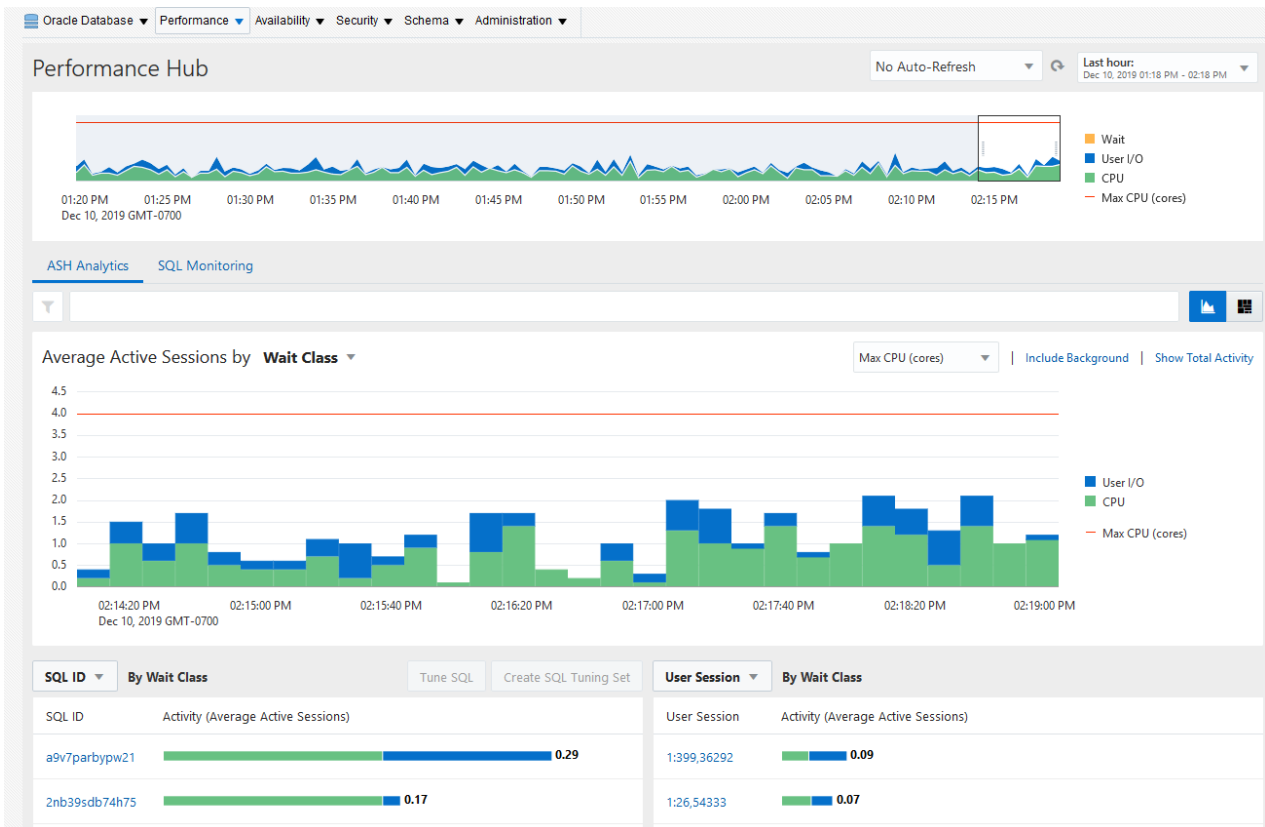 Oracle Database Performance Availability Security Schema Administration
Performance Hub
No Auto-Refresh
Last hour:
Dec 10, 2019 01:18 PM - 02:18 PM
Wait
User I/O
CPU
Max CPU (cores)
01:20 PM 01:25 PM 01:30 PM 01:35 PM 01:40 PM 01:45 PM 01:50 PM 01:55 PM 02:00 PM 02:05 PM 02:10 PM 02:15 PM
Dec 10, 2019 GMT-0700
ASH Analytics SQL Monitoring
Average Active Sessions by Wait Class
Max CPU (cores) | Include Background | Show Total Activity
4.5
4.0
3.5
3.0
2.5
2.0
1.5
1.0
0.5
0.0
User I/O
CPU
Max CPU (cores)
02:14:20 PM 02:15:00 PM 02:15:40 PM 02:16:20 PM 02:17:00 PM 02:17:40 PM 02:18:20 PM 02:19:00 PM
Dec 10, 2019 GMT-0700
SQL ID By Wait Class Tune SQL Create SQL Tuning Set
SQL ID Activity (Average Active Sessions)
a9v7parbypw21 0.29
2nb39sdb74h75 0.17
User Session By Wait Class
User Session Activity (Average Active Sessions)
1:399,36292 0.09
1:26,54333 0.07